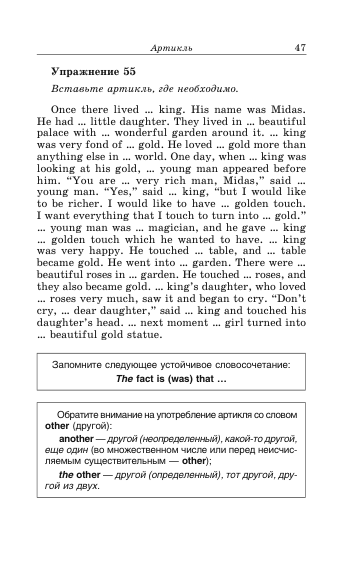 Артикль 47
Упражнение 55
Вставьте артикль, где необходимо.
Once there lived ... king. His name was Midas.
He had ... little daughter. They lived in ... beautiful
palace with ... wonderful garden around it. ... king
was very fond of ... gold. He loved ... gold more than
anything else in ... world. One day, when ... king was
looking at his gold, ... young man appeared before
him. “You are ... very rich man, Midas,” said ...
young man. “Yes,” said ... king, “but I would like
to be richer. I would like to have ... golden touch.
I want everything that I touch to turn into ... gold.”
... young man was ... magician, and he gave ... king
... golden touch which he wanted to have. ... king
was very happy. He touched ... table, and ... table
became gold. He went into ... garden. There were ...
beautiful roses in ... garden. He touched ... roses, and
they also became gold. ... king’s daughter, who loved
... roses very much, saw it and began to cry. “Don’t
cry, ... dear daughter,” said ... king and touched his
daughter’s head. ... next moment ... girl turned into
... beautiful gold statue.
Запомните следующее устойчивое словосочетание:
The fact is (was) that ...
Обратите внимание на употребление артикля со словом
other (другой):
another — другой (неопределенный), какой-то другой,
еще один (во множественном числе или перед неисчис-
ляемым существительным — other);
the other — другой (определенный), тот другой, дру-
гой из двух.